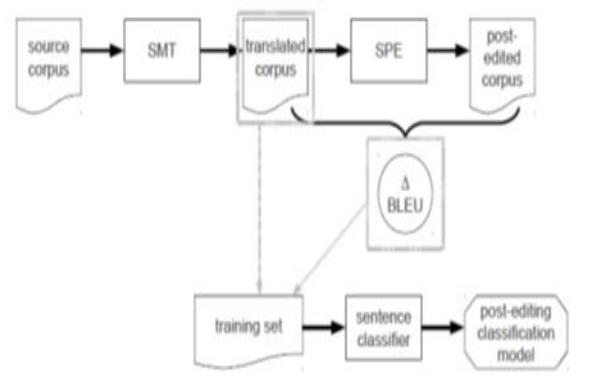 source
corpus
SMT
translated
corpus
SPE
post-
edited
corpus
Δ
BLEU
training set
sentence
classifier
post-editing
classification
model